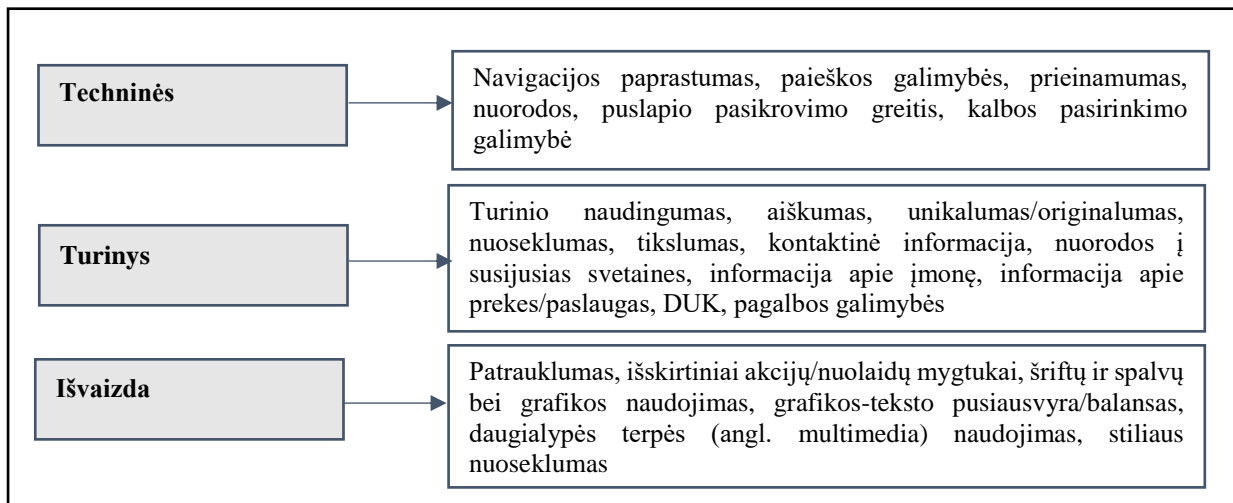 Techninės
Navigacijos paprastumas, paieškos galimybės, prieinamumas,
nuorodos, puslapio pasikrovimo greitis, kalbos pasirinkimo
galimybė
Turinys
Turinio naudingumas, aiškumas, unikalumas/originalumas,
nuoseklumas, tikslumas, kontaktinė informacija, nuorodos į
susijusias svetaines, informacija apie įmonę, informacija apie
prekes/paslaugas, DUK, pagalbos galimybės
Išvaizda
Patrauklumas, išskirtiniai akcijų/nuolaidų mygtukai, šriftų ir spalvų
bei grafikos naudojimas, grafikos-teksto pusiausvyra/balansas,
daugialypės terpės (angl. multimedia) naudojimas, stiliaus
nuoseklumas